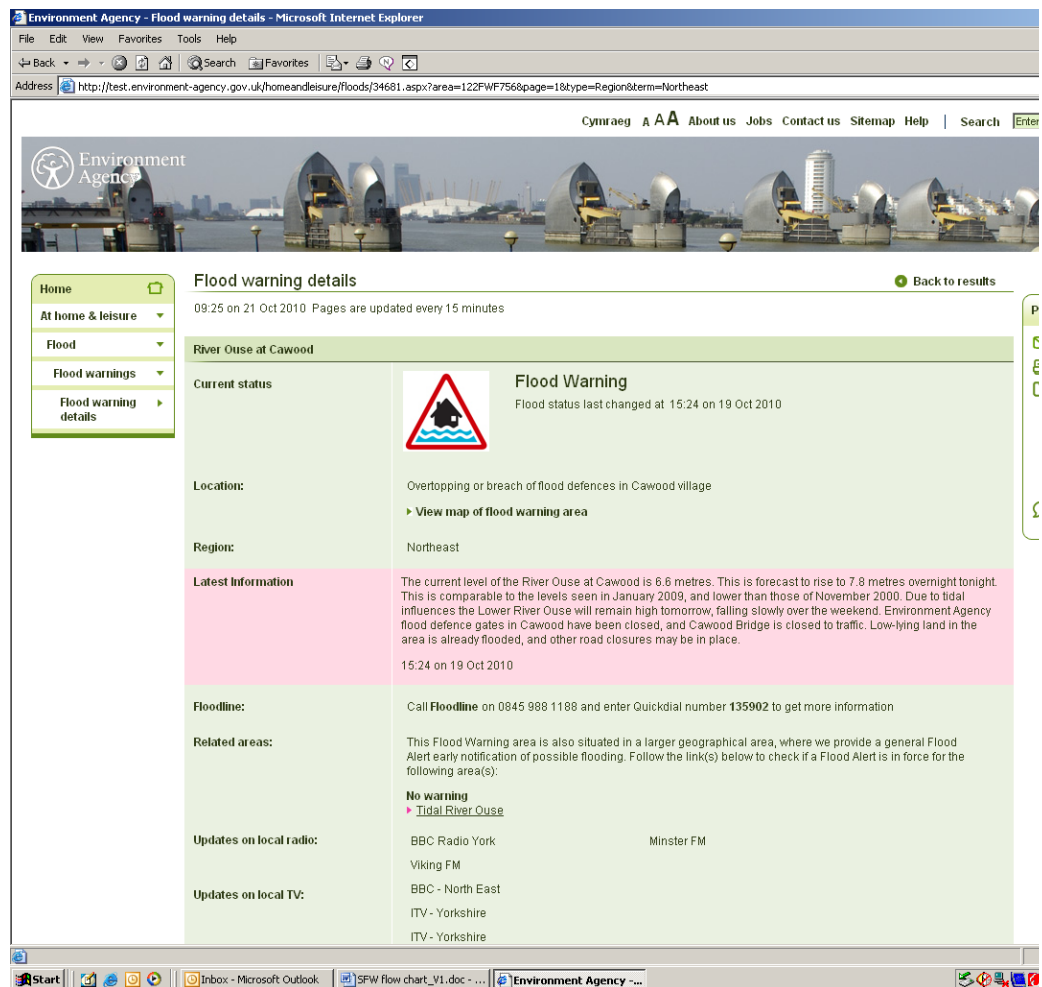 Environment Agency - Flood warning details - Microsoft Internet Explorer
File Edit View Favorites Tools Help
Back Search Favorites
Address http://test.environment-agency.gov.uk/homeandleisure/floods/34681.aspx?area=122FWF756&page=1&type=Region&term=Northeast
Cymraeg A A A About us Jobs Contact us Sitemap Help | Search Enter
Environment
Agency
Home
At home & leisure
Flood
Flood warnings
Flood warning
details
Flood warning details
Back to results
09:25 on 21 Oct 2010 Pages are updated every 15 minutes
P
River Ouse at Cawood
Current status
Flood Warning
Flood status last changed at 15:24 on 19 Oct 2010
Location:
Overtopping or breach of flood defences in Cawood village
View map of flood warning area
Region:
Northeast
Latest Information
The current level of the River Ouse at Cawood is 6.6 metres. This is forecast to rise to 7.8 metres overnight tonight.
This is comparable to the levels seen in January 2009, and lower than those of November 2000. Due to tidal
influences the Lower River Ouse will remain high tomorrow, falling slowly over the weekend. Environment Agency
flood defence gates in Cawood have been closed, and Cawood Bridge is closed to traffic. Low-lying land in the
area is already flooded, and other road closures may be in place.
15:24 on 19 Oct 2010
Floodline:
Call Floodline on 0845 988 1188 and enter Quickdial number 135902 to get more information
Related areas:
This Flood Warning area is also situated in a larger geographical area, where we provide a general Flood
Alert early notification of possible flooding. Follow the link(s) below to check if a Flood Alert is in force for the
following area(s):
No warning
Tidal River Ouse
Updates on local radio:
BBC Radio York Minster FM
Viking FM
Updates on local TV:
BBC - North East
ITV - Yorkshire
ITV - Yorkshire
Start Inbox - Microsoft Outlook SFW flow chart_V1.doc - ... Environment Agency -...